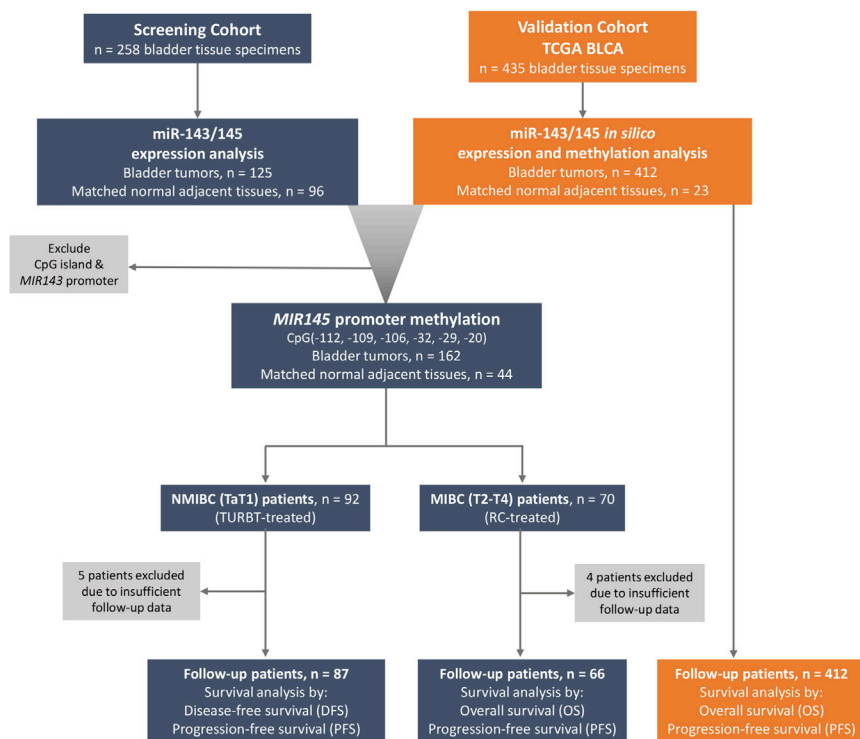 Screening Cohort
n = 258 bladder tissue specimens
Validation Cohort
TCGA BLCA
n = 435 bladder tissue specimens
miR-143/145
expression analysis
Bladder tumors, n = 125
Matched normal adjacent tissues, n = 96
miR-143/145 in silico
expression and methylation analysis
Bladder tumors, n = 412
Matched normal adjacent tissues, n = 23
Exclude
CpG island &
MIR143 promoter
MIR145 promoter methylation
CpG(-112, -109, -106, -32, -29, -20)
Bladder tumors, n = 162
Matched normal adjacent tissues, n = 44
NMIBC (TaT1) patients, n = 92
(TURBT-treated)
MIBC (T2-T4) patients, n = 70
(RC-treated)
5 patients excluded
due to insufficient
follow-up data
4 patients excluded
due to insufficient
follow-up data
Follow-up patients, n = 87
Survival analysis by:
Disease-free survival (DFS)
Progression-free survival (PFS)
Follow-up patients, n = 66
Survival analysis by:
Overall survival (OS)
Progression-free survival (PFS)
Follow-up patients, n = 412
Survival analysis by:
Overall survival (OS)
Progression-free survival (PFS)